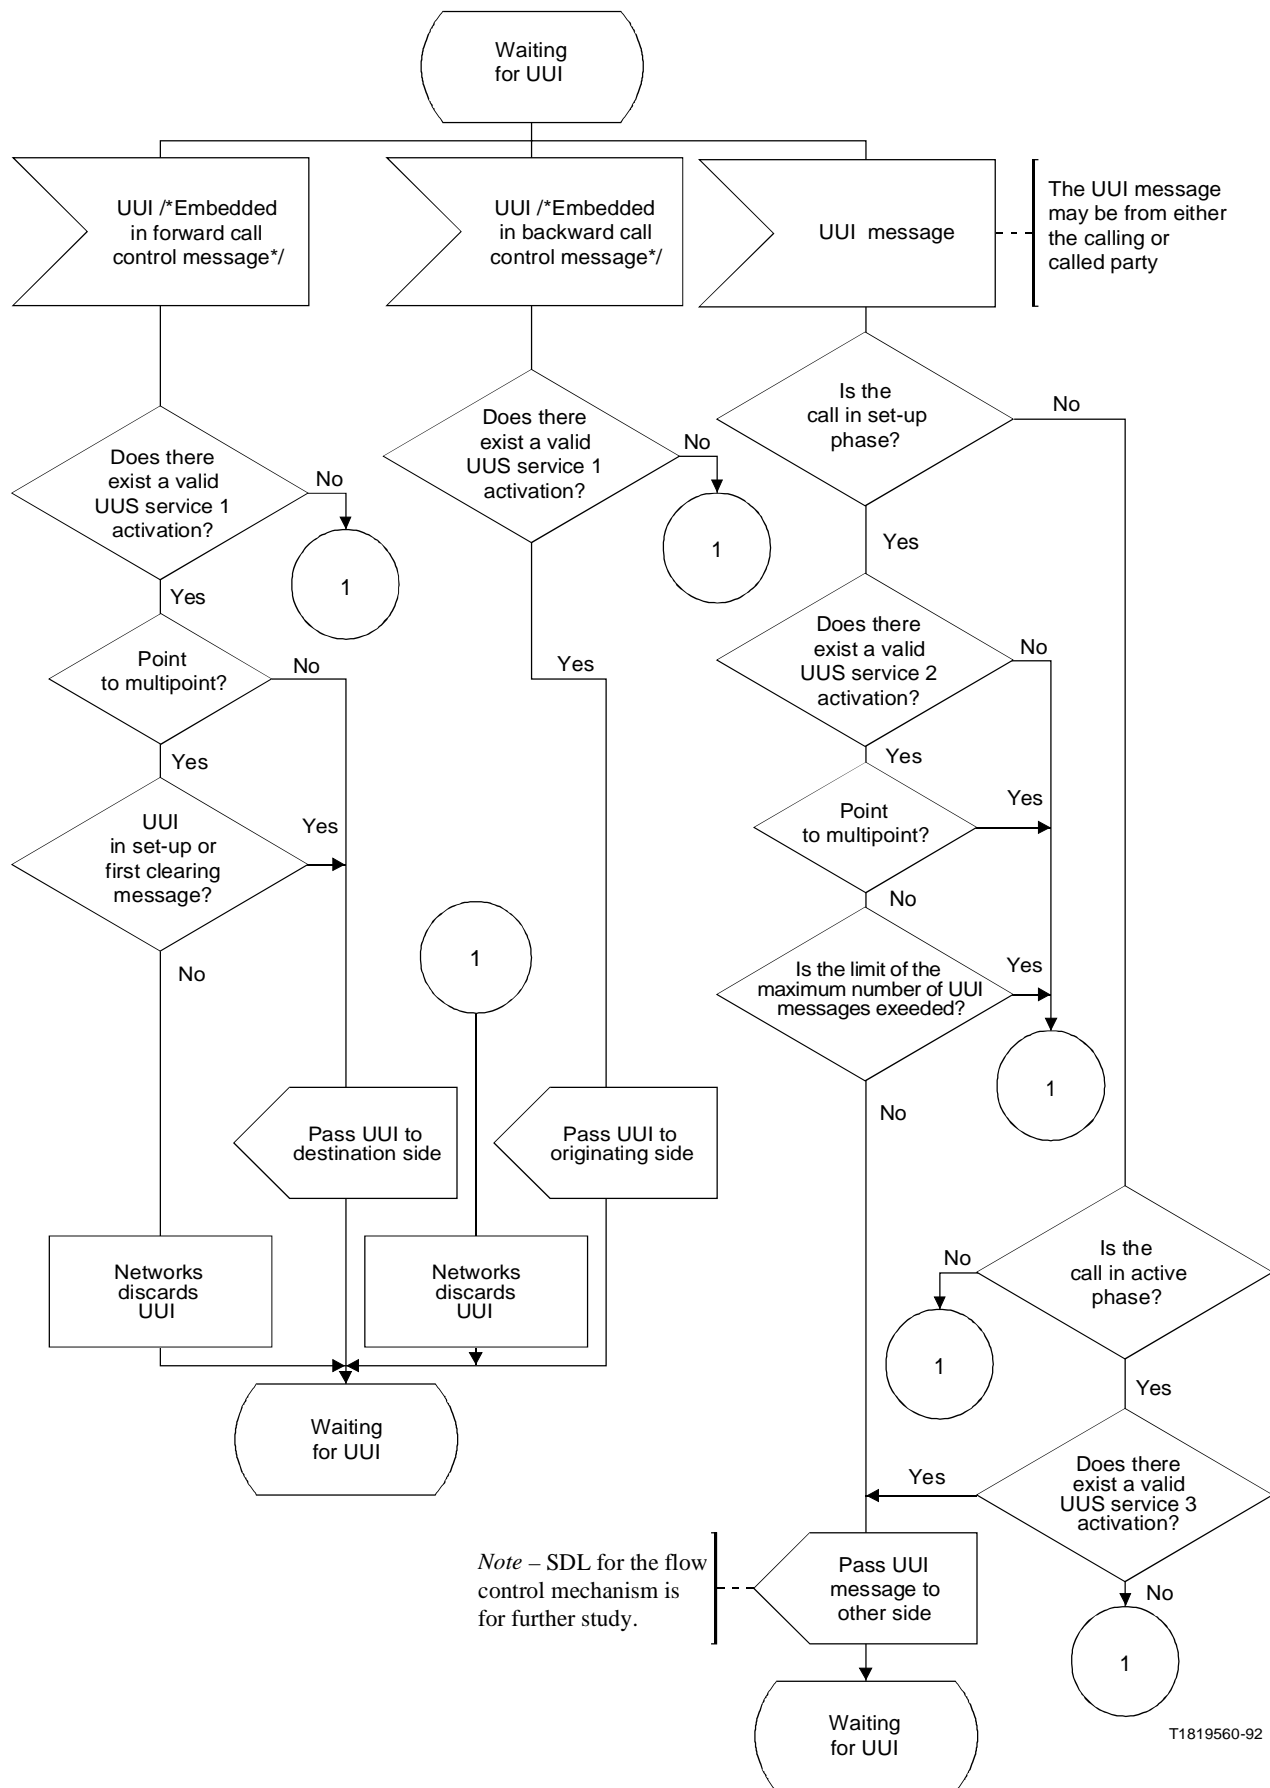 Waiting
for UUI
UUI /*Embedded
in forward call
control message*/
UUI /*Embedded
in backward call
control message*/
UUI message
The UUI message
may be from either
the calling or
called party
Is the
call in set-up
phase?
No
Does there
exist a valid
UUS service 1
activation?
No
Does there
exist a valid
UUS service 1
activation?
No
1
1
Yes
Yes
Does there
exist a valid
UUS service 2
activation?
No
Point
to multipoint?
No
Yes
Yes
Yes
Point
to multipoint?
Yes
UUI
in set-up or
first clearing
message?
Yes
No
No
1
Is the limit of the
maximum number of UUI
messages exeeded?
Yes
1
No
Pass UUI to
destination side
Pass UUI to
originating side
Networks
discards
UUI
Networks
discards
UUI
Is the
call in active
phase?
No
1
Yes
Waiting
for UUI
Does there
exist a valid
UUS service 3
activation?
Yes
No
1
Note – SDL for the flow
control mechanism is
for further study.
Pass UUI
message to
other side
Waiting
for UUI
T1819560-92